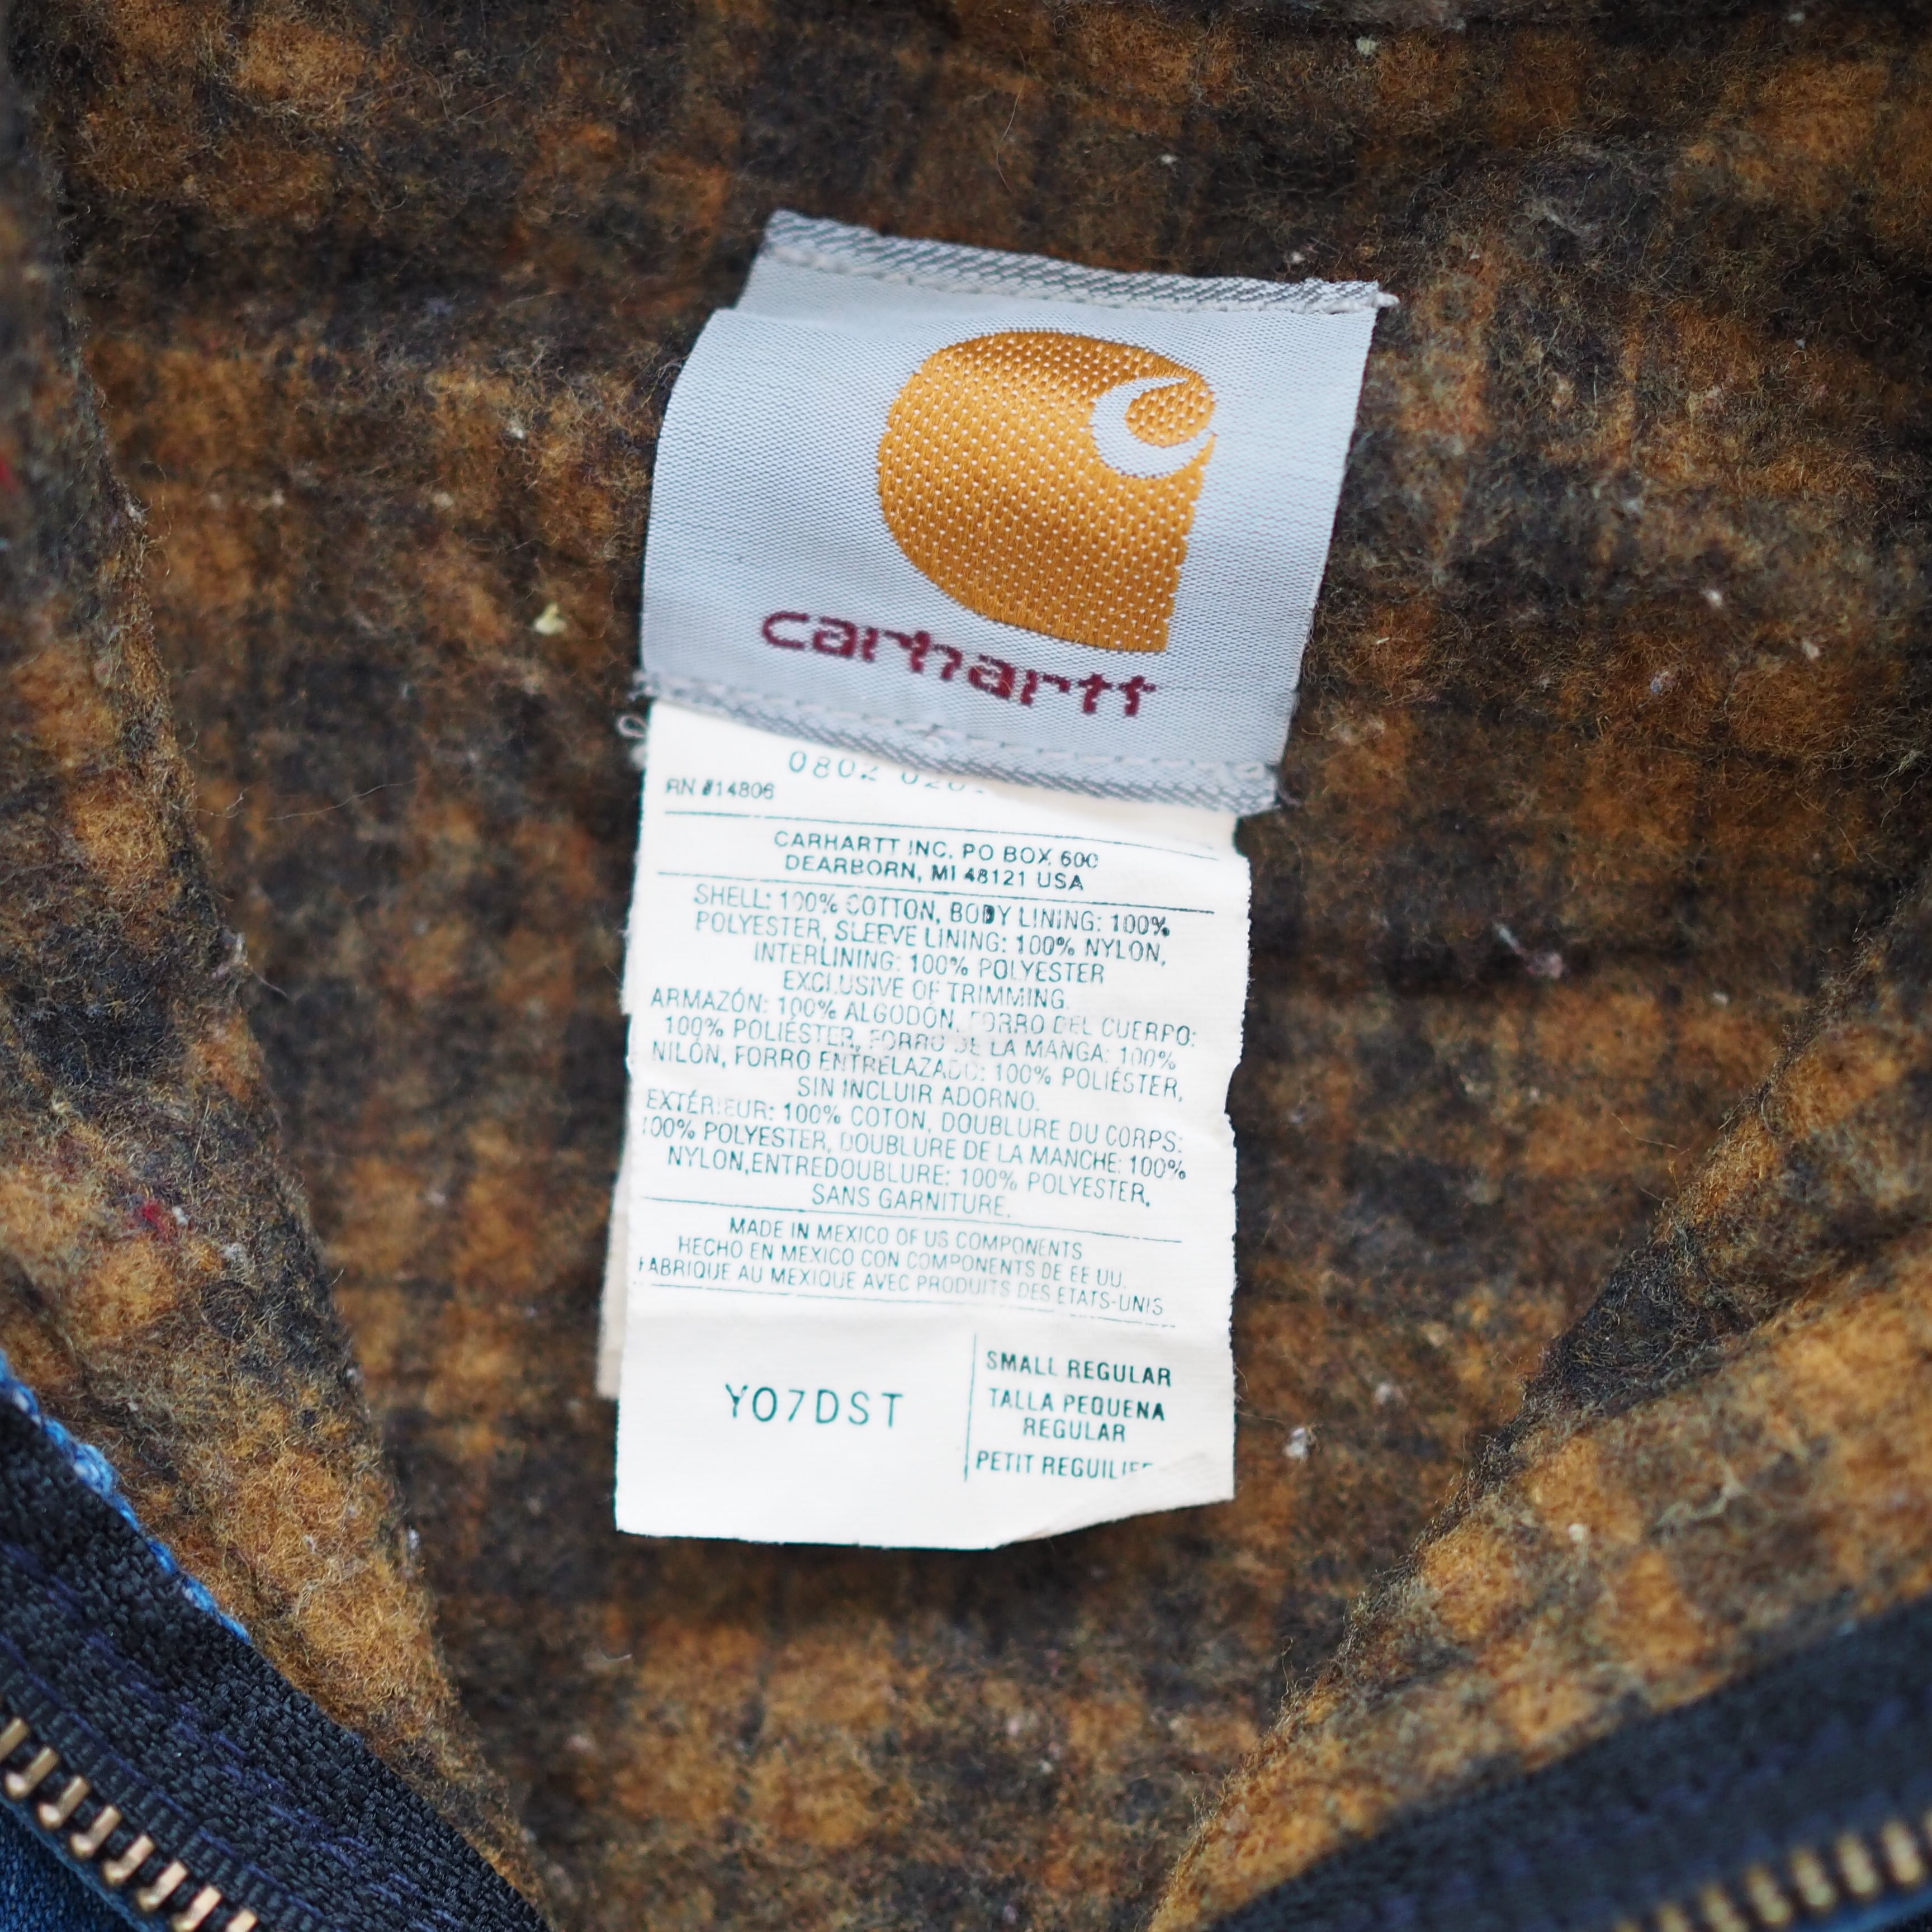 carhartt
0802
RN #14806
CARHARTT INC. PO BOX 600
DEARBORN, MI 48121 USA
SHELL: 100% COTTON, BODY LINING: 100%
POLYESTER, SLEEVE LINING: 100% NYLON,
INTERLINING: 100% POLYESTER
EXCLUSIVE OF TRIMMING.
ARMAZÓN: 100% ALGODÓN, FORRO DEL CUERPO:
100% POLIÉSTER, FORRO DE LA MANGA: 100%
NILÓN, FORRO ENTRELAZADO: 100% POLIÉSTER,
SIN INCLUIR ADORNO.
EXTÉRIEUR: 100% COTON, DOUBLURE DU CORPS:
100% POLYESTER, DOUBLURE DE LA MANCHE: 100%
NYLON,ENTREDOUBLURE: 100% POLYESTER,
SANS GARNITURE.
MADE IN MEXICO OF US COMPONENTS
HECHO EN MEXICO CON COMPONENTS DE EE UU.
FABRIQUE AU MEXIQUE AVEC PRODUITS DES ETATS-UNIS
YO7DST
SMALL REGULAR
TALLA PEQUENA
REGULAR
PETIT